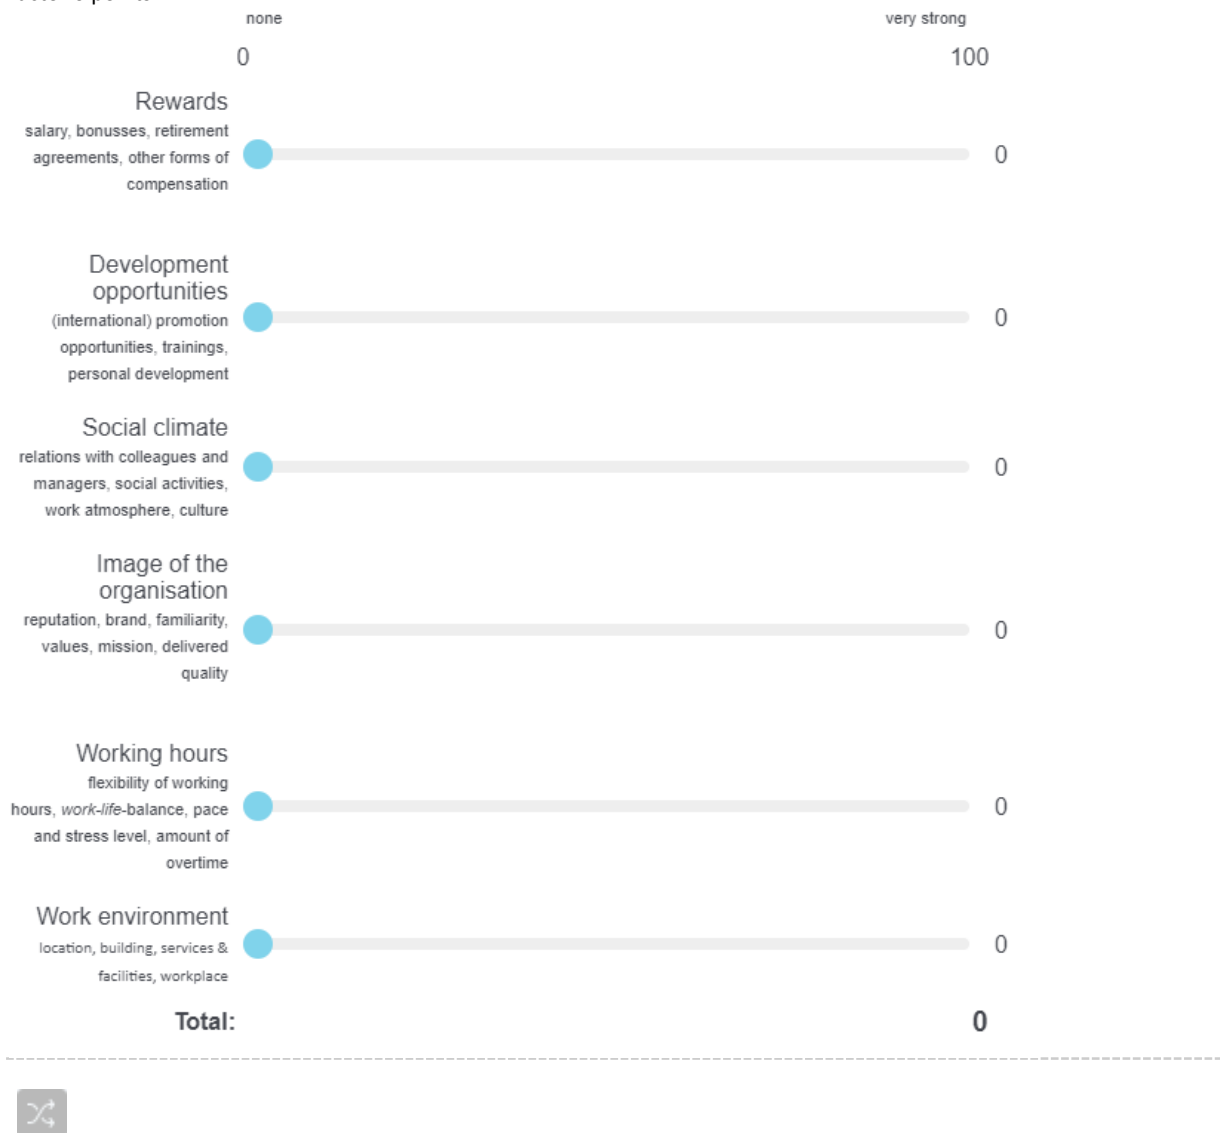 none very strong
0 100
Rewards
salary, bonusses, retirement
agreements, other forms of
compensation
0
Development
opportunities
(international) promotion
opportunities, trainings,
personal development
0
Social climate
relations with colleagues and
managers, social activities,
work atmosphere, culture
0
Image of the
organisation
reputation, brand, familiarity,
values, mission, delivered
quality
0
Working hours
flexibility of working
hours, work-life-balance, pace
and stress level, amount of
overtime
0
Work environment
location, building, services &
facilities, workplace
0
Total: 0